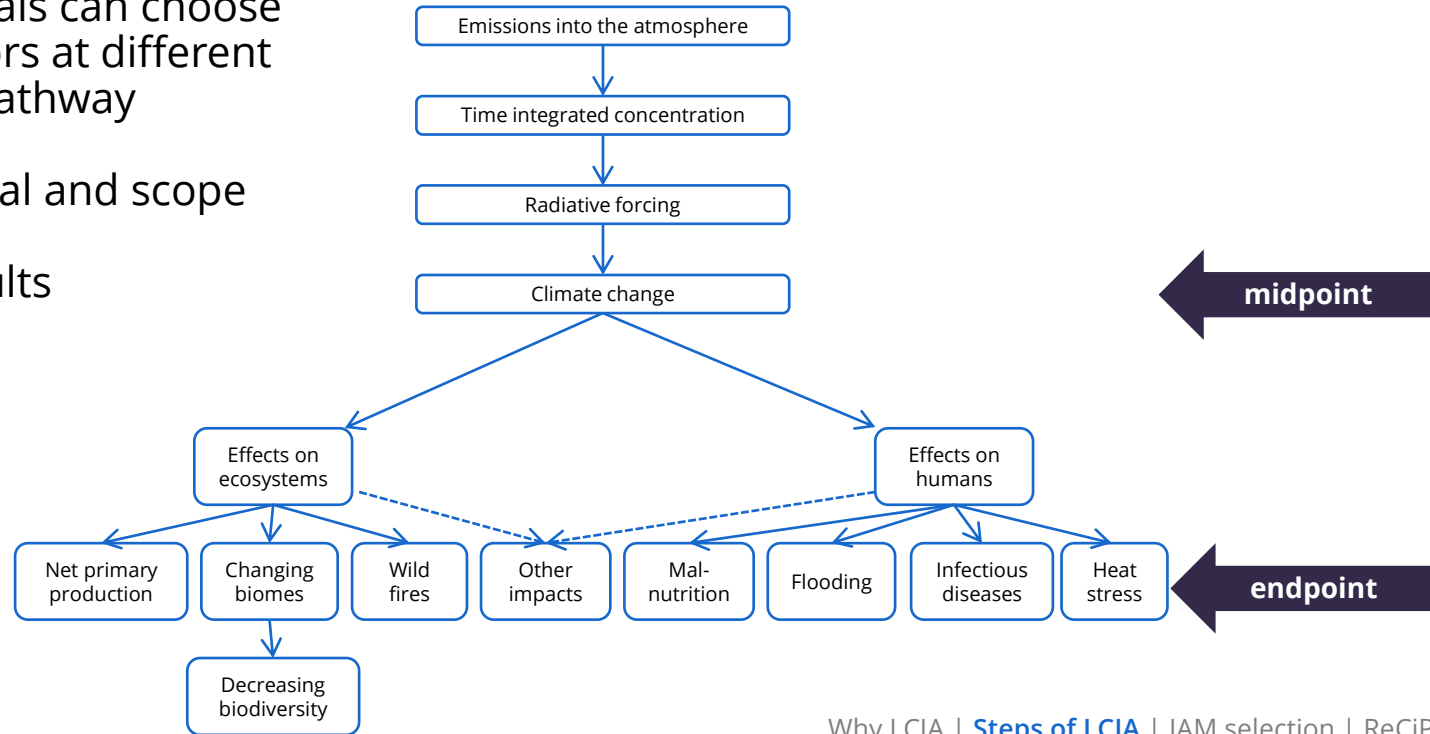 als can choose
ors at different
athway
al and scope
ults
Emissions into the atmosphere
Time integrated concentration
Radiative forcing
Climate change
midpoint
Effects on
ecosystems
Effects on
humans
Net primary
production
Changing
biomes
Wild
fires
Other
impacts
Mal-
nutrition
Flooding
Infectious
diseases
Heat
stress
endpoint
Decreasing
biodiversity
Why LCIA | Steps of LCIA | IAM selection | ReCiP